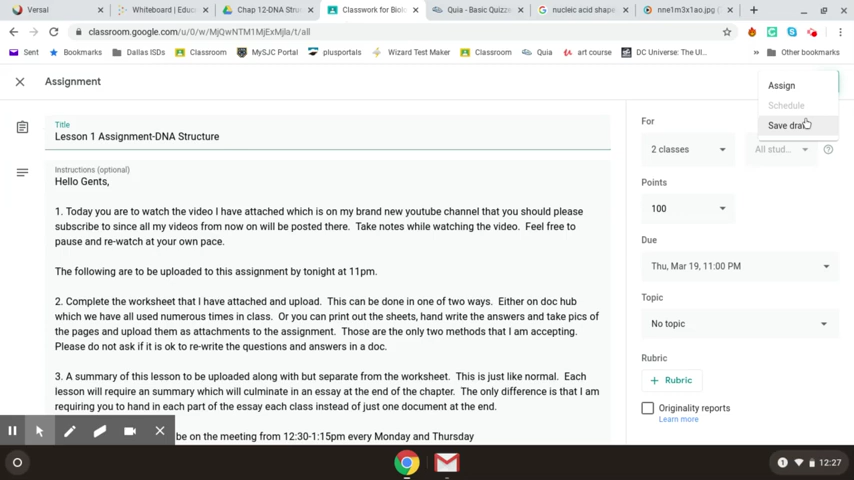 Versal
Whiteboard | Educ
Chap 12-DNA Struc
Classwork for Biolo
Quia - Basic Quizze
nucleic acid shape
nne1m3x1ao.jpg (
classroom.google.com/u/0/w/MjQwNTM1MjExMjla/t/all
Sent
Bookmarks
Dallas ISDs
Classroom
MySJC Portal
plusportals
Wizard Test Maker
Classroom
Quia
art course
DC Universe: The Ul...
Other bookmarks
Assignment
Assign
Schedule
Save dra
Title
Lesson 1 Assignment-DNA Structure
Instructions (optional)
Hello Gents,
1. Today you are to watch the video I have attached which is on my brand new youtube channel that you should please
subscribe to since all my videos from now on will be posted there. Take notes while watching the video. Feel free to
pause and re-watch at your own pace.
The following are to be uploaded to this assignment by tonight at 11pm.
2. Complete the worksheet that I have attached and upload. This can be done in one of two ways. Either on doc hub
which we have all used numerous times in class. Or you can print out the sheets, hand write the answers and take pics of
the pages and upload them as attachments to the assignment. Those are the only two methods that I am accepting.
Please do not ask if it is ok to re-write the questions and answers in a doc.
3. A summary of this lesson to be uploaded along with but separate from the worksheet. This is just like normal. Each
lesson will require an summary which will culminate in an essay at the end of the chapter. The only difference is that I am
requiring you to hand in each part of the essay each class instead of just one document at the end.
be on the meeting from 12:30-1:15pm every Monday and Thursday
For
2 classes
All stud...
Points
100
Due
Thu, Mar 19, 11:00 PM
Topic
No topic
Rubric
+ Rubric
Originality reports
Learn more
1
12:27